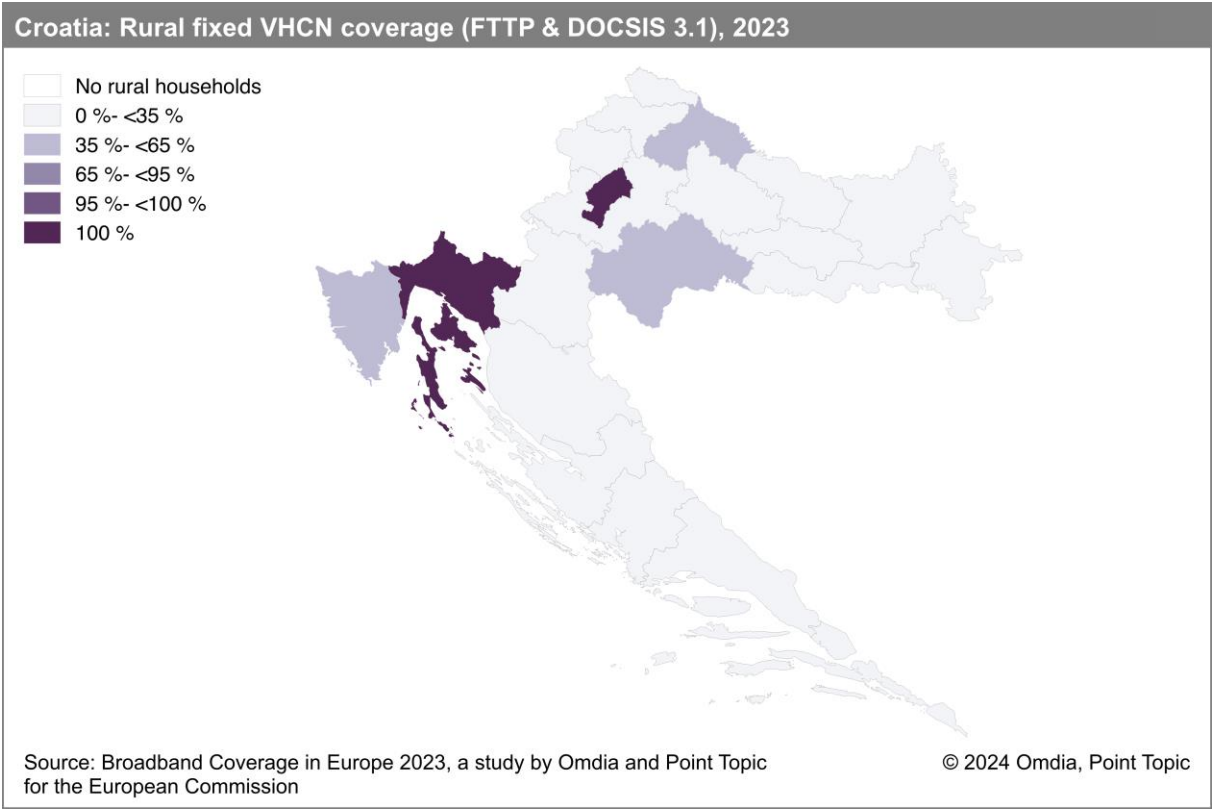 Croatia: Rural fixed VHCN coverage (FTTP & DOCSIS 3.1), 2023
No rural households
0 %- <35 %
35 %- <65 %
65 %- <95 %
95 %- <100 %
100 %
Source: Broadband Coverage in Europe 2023, a study by Omdia and Point Topic
for the European Commission
© 2024 Omdia, Point Topic